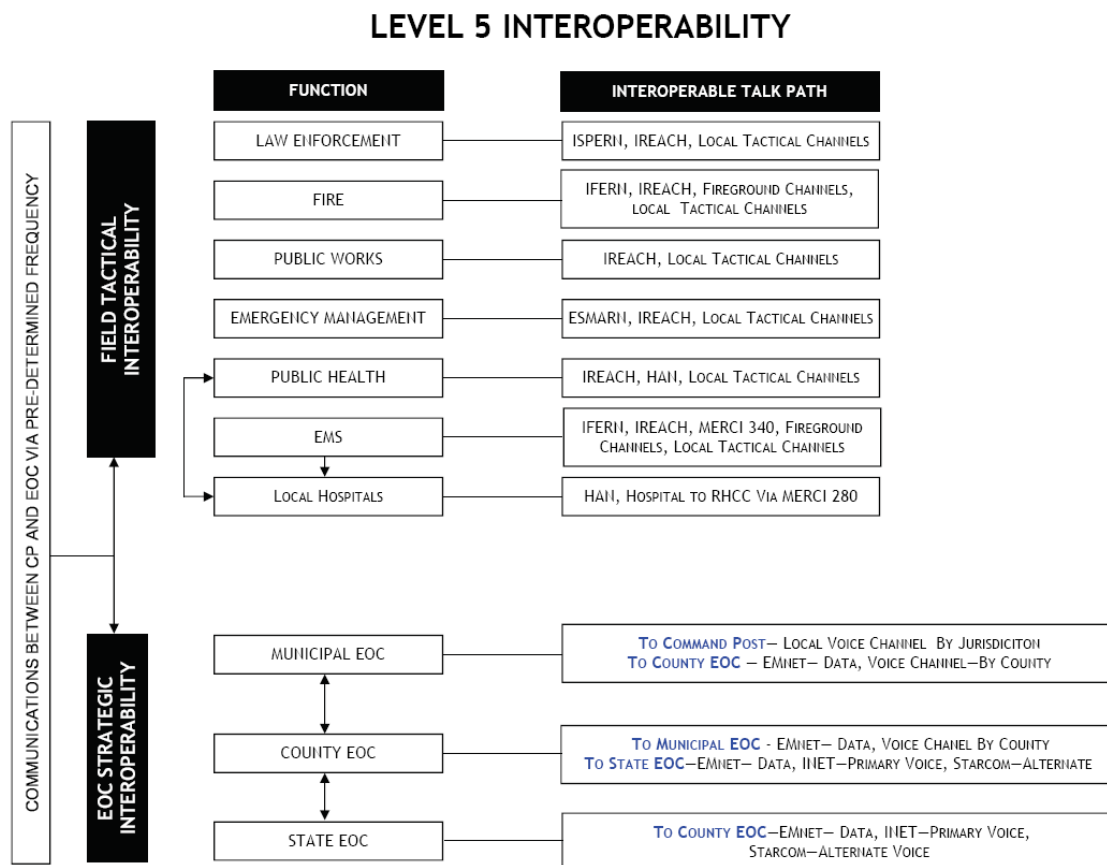 LEVEL 5 INTEROPERABILITY
FUNCTION
INTEROPERABLE TALK PATH
COMMUNICATIONS BETWEEN CP AND EOC VIA PRE-DETERMINED FREQUENCY
FIELD TACTICAL
INTEROPERABILITY
LAW ENFORCEMENT
ISPERN, IREACH, LOCAL TACTICAL CHANNELS
FIRE
IFERN, IREACH, FIREGROUND CHANNELS,
LOCAL TACTICAL CHANNELS
PUBLIC WORKS
IREACH, LOCAL TACTICAL CHANNELS
EMERGENCY MANAGEMENT
ESMARN, IREACH, LOCAL TACTICAL CHANNELS
PUBLIC HEALTH
IREACH, HAN, LOCAL TACTICAL CHANNELS
EMS
IFERN, IREACH, MERCI 340, FIREGROUND
CHANNELS, LOCAL TACTICAL CHANNELS
LOCAL HOSPITALS
HAN, HOSPITAL TO RHCC VIA MERCI 280
EOC STRATEGIC
INTEROPERABILITY
MUNICIPAL EOC
TO COMMAND POST– LOCAL VOICE CHANNEL BY JURISDICITON
TO COUNTY EOC – EMNET– DATA, VOICE CHANNEL–BY COUNTY
COUNTY EOC
TO MUNICIPAL EOC - EMNET– DATA, VOICE CHANEL BY COUNTY
TO STATE EOC–EMNET– DATA, INET–PRIMARY VOICE, STARCOM–ALTERNATE
STATE EOC
TO COUNTY EOC–EMNET– DATA, INET–PRIMARY VOICE,
STARCOM–ALTERNATE VOICE